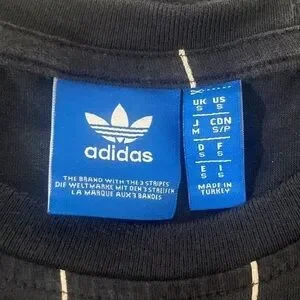 adidas
THE BRAND WITH THE 3 STRIPES
DIE WELTMARKE MIT DEN 3 STREIFEN
LA MARQUE AUX 3 BANDES
UK US
S S
J CDN
M S/P
D F
S S
E I
S S
MADE IN
TURKEY